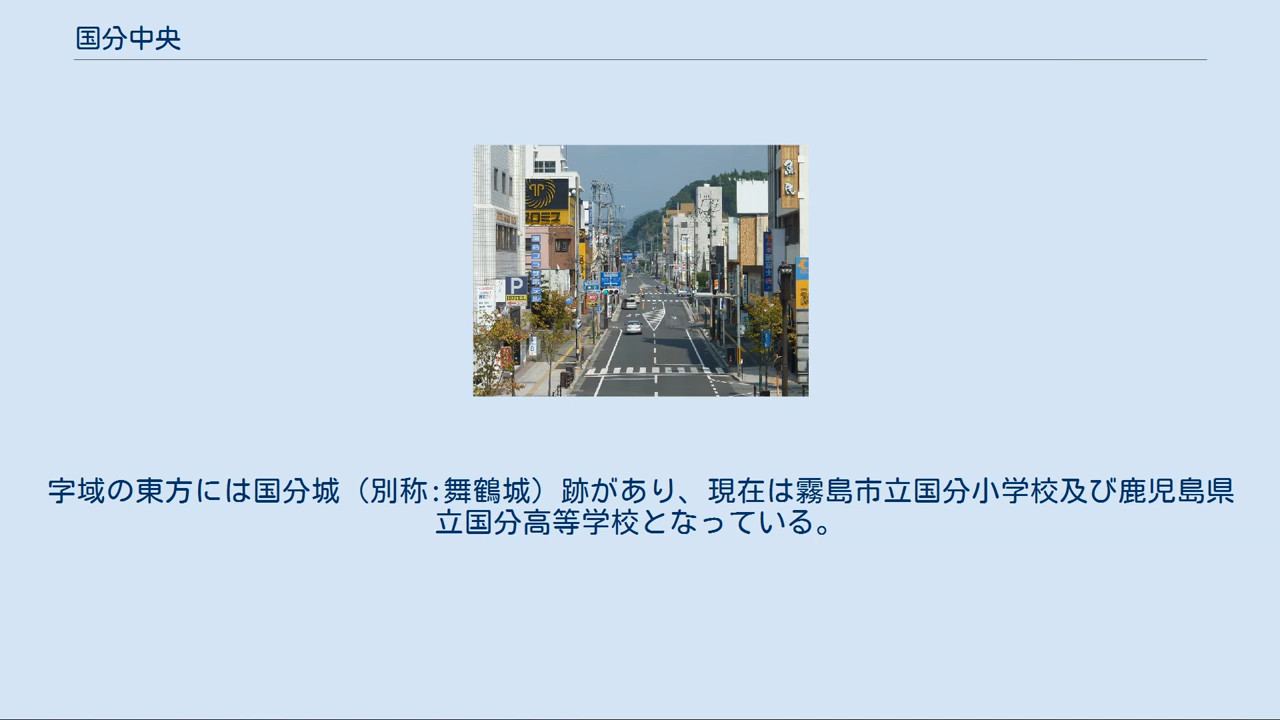 国分中央
P
字域の東方には国分城（別称:舞鶴城）跡があり、現在は霧島市立国分小学校及び鹿児島県
立国分高等学校となっている。